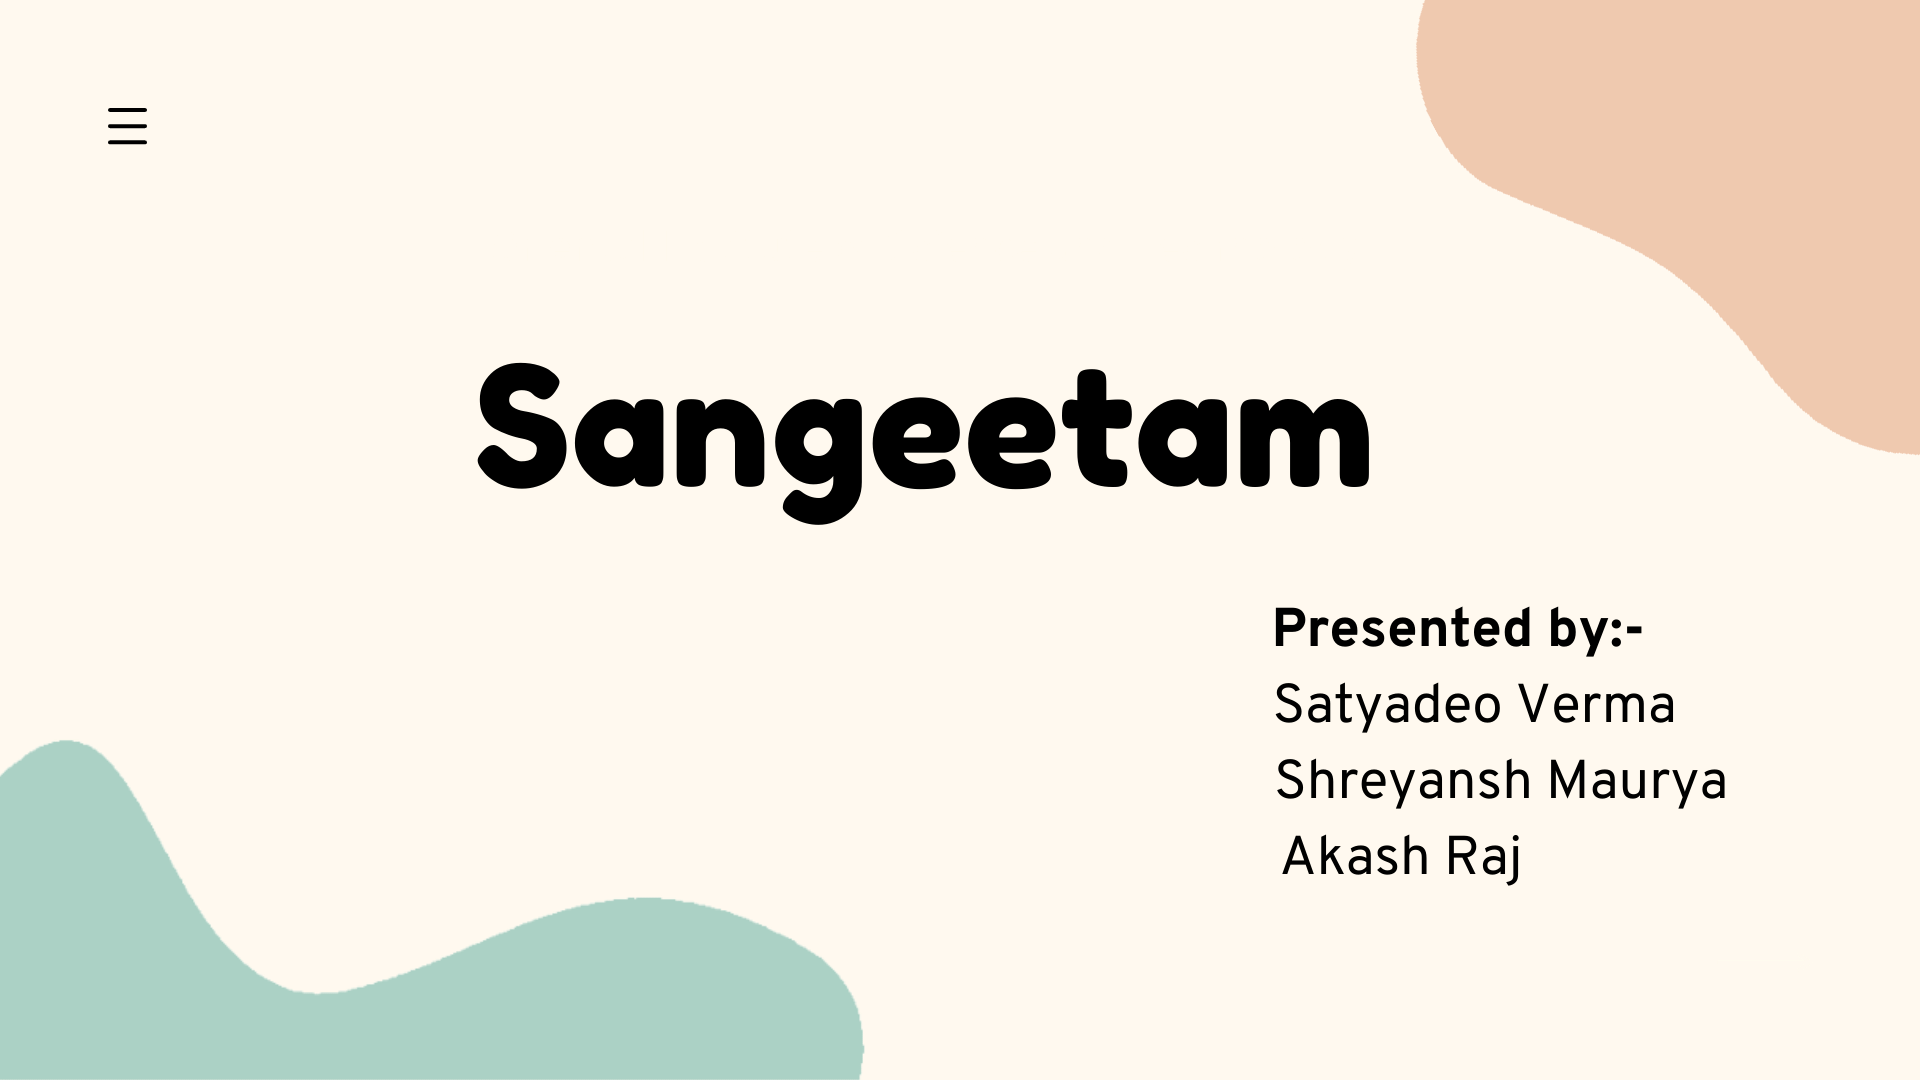 Sangeetam
Presented by:-
Satyadeo Verma
Shreyansh Maurya
Akash Raj